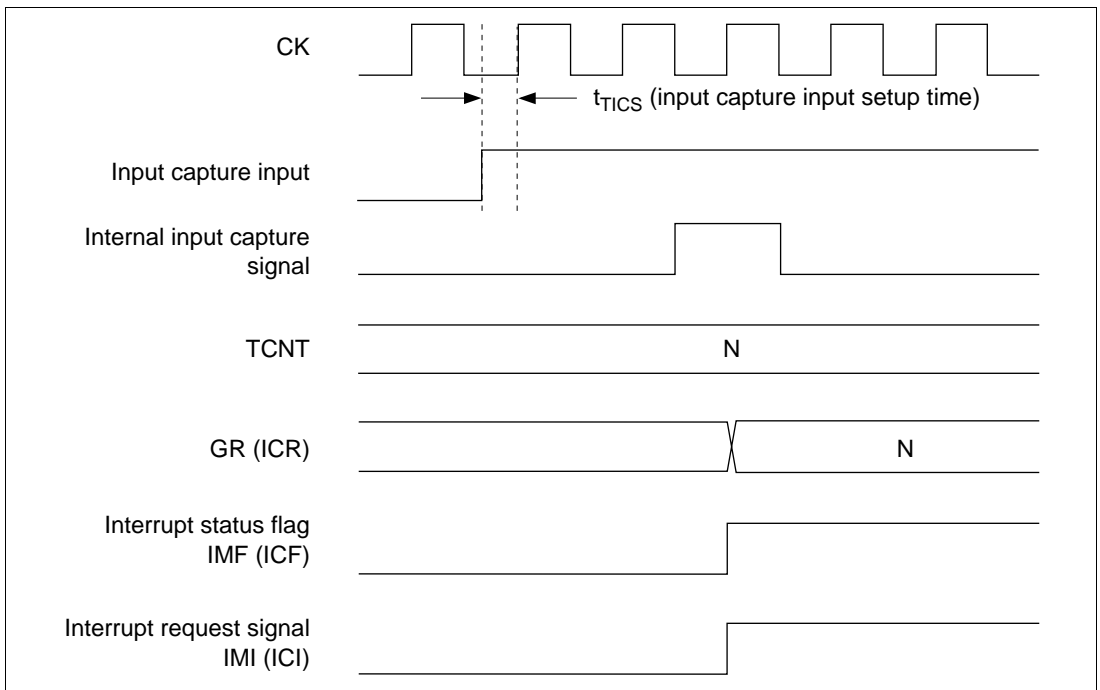 CK
t_TICS (input capture input setup time)
Input capture input
Internal input capture
signal
TCNT
N
GR (ICR)
N
Interrupt status flag
IMF (ICF)
Interrupt request signal
IMI (ICI)